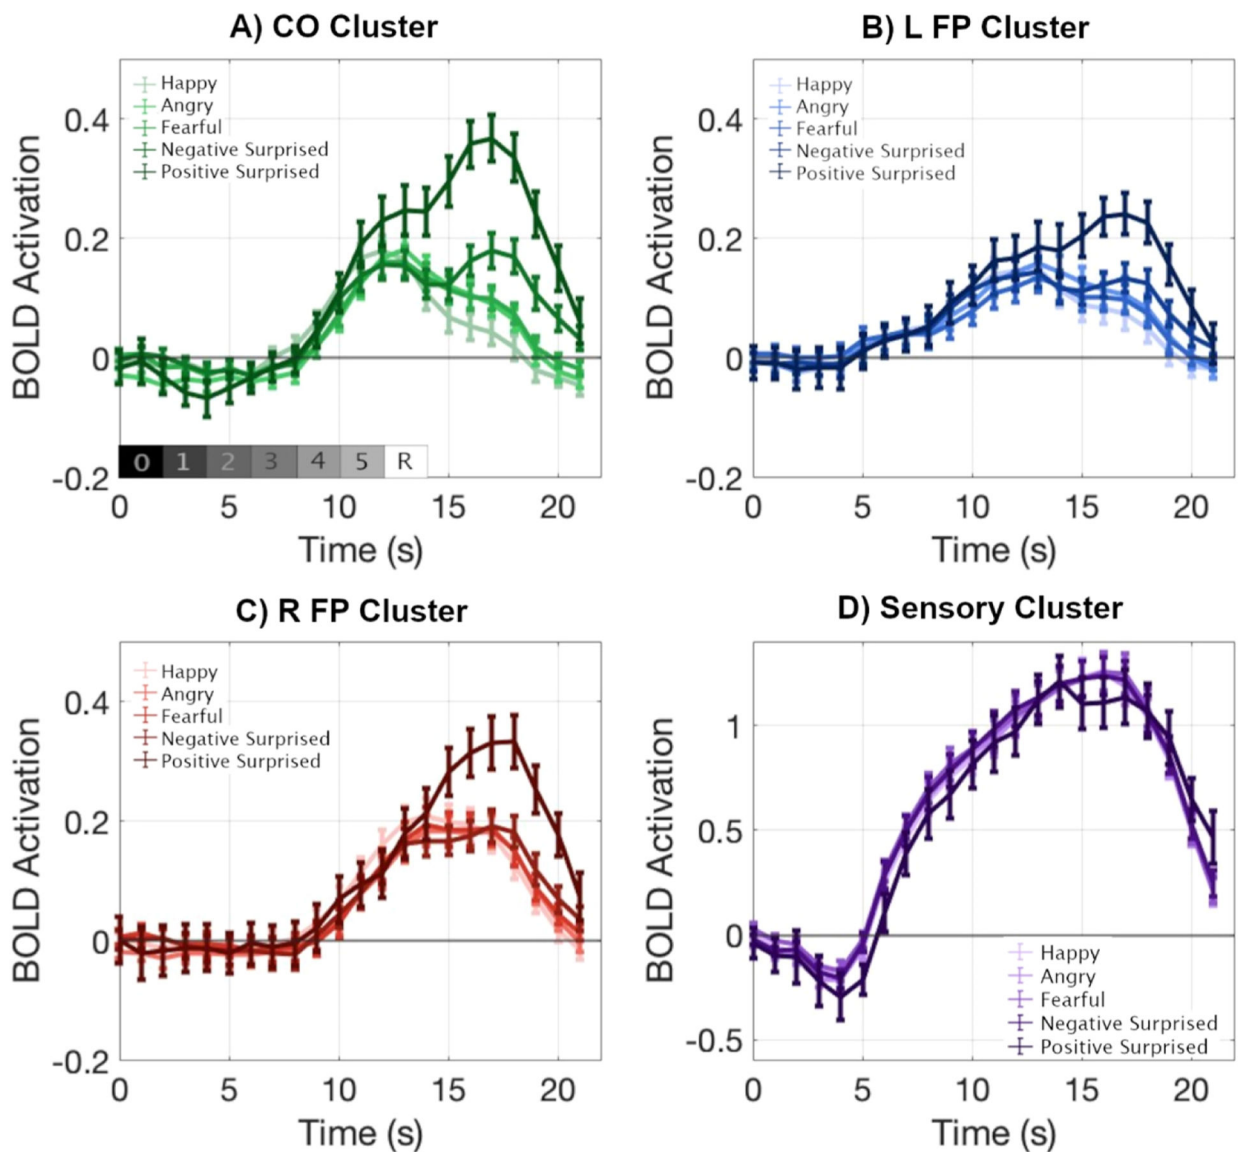 A) CO Cluster
BOLD Activation
0.4
0.2
0
-0.2
Happy
Angry
Fearful
Negative Surprised
Positive Surprised
0 1 2 3 4 5 R
0 5 10 15 20
Time (s)
B) L FP Cluster
BOLD Activation
0.4
0.2
0
-0.2
Happy
Angry
Fearful
Negative Surprised
Positive Surprised
0 5 10 15 20
Time (s)
C) R FP Cluster
BOLD Activation
0.4
0.2
0
-0.2
Happy
Angry
Fearful
Negative Surprised
Positive Surprised
0 5 10 15 20
Time (s)
D) Sensory Cluster
BOLD Activation
1
0.5
0
-0.5
Happy
Angry
Fearful
Negative Surprised
Positive Surprised
0 5 10 15 20
Time (s)